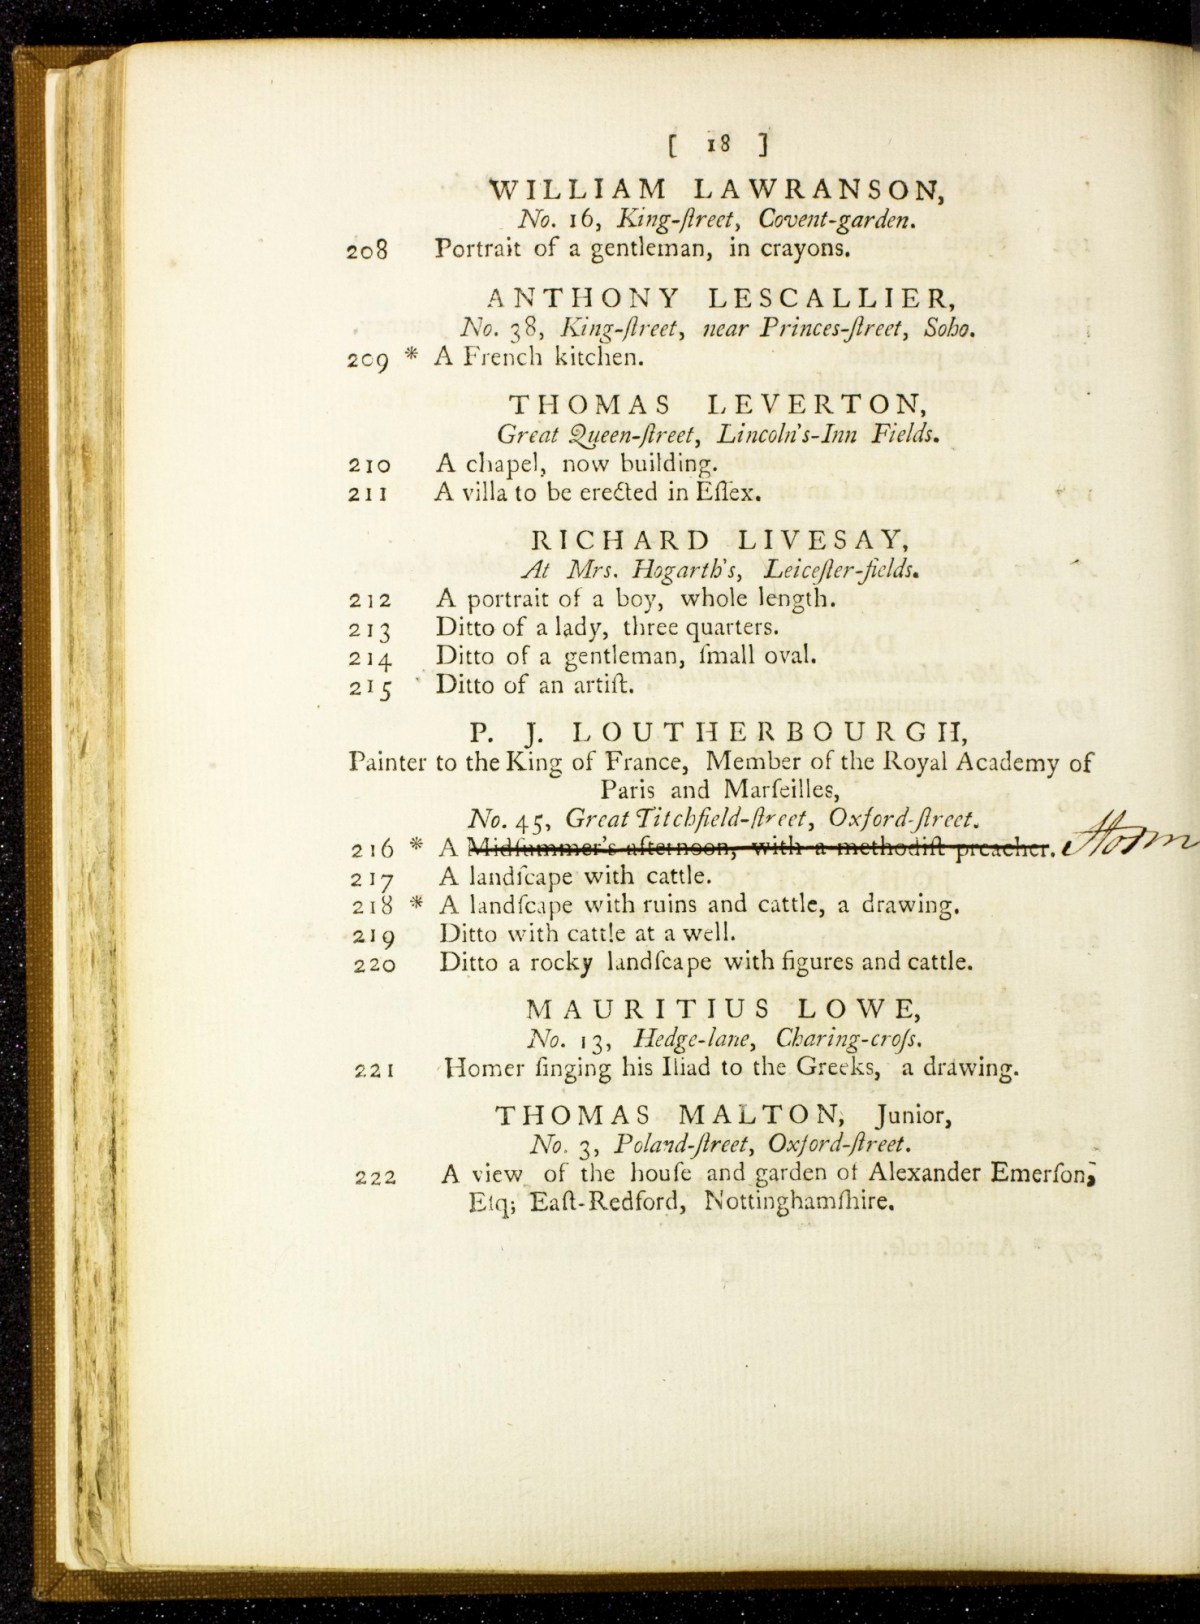 [ 18 ]
WILLIAM LAWRANSON,
No. 16, King-ſtreet, Covent-garden.
208 Portrait of a gentleman, in crayons.
ANTHONY LESCALLIER,
No. 38, King-ſtreet, near Princes-ſtreet, Soho.
209 * A French kitchen.
THOMAS LEVERTON,
Great Queen-ſtreet, Lincoln's-Inn Fields.
210 A chapel, now building.
211 A villa to be erected in Eſſex.
RICHARD LIVESAY,
At Mrs. Hogarth's, Leiceſter-fields.
212 A portrait of a boy, whole length.
213 Ditto of a lady, three quarters.
214 Ditto of a gentleman, ſmall oval.
215 Ditto of an artiſt.
P. J. LOUTHERBOURGH,
Painter to the King of France, Member of the Royal Academy of
Paris and Marſeilles,
No. 45, Great Titchfield-ſtreet, Oxford-ſtreet.
216 * A Midſummer's afternoon, with a methodiſt preacher. Storm
217 A landſcape with cattle.
218 * A landſcape with ruins and cattle, a drawing.
219 Ditto with cattle at a well.
220 Ditto a rocky landſcape with figures and cattle.
MAURITIUS LOWE,
No. 13, Hedge-lane, Charing-croſs.
221 Homer ſinging his Iliad to the Greeks, a drawing.
THOMAS MALTON, Junior,
No. 3, Poland-ſtreet, Oxford-ſtreet.
222 A view of the houſe and garden of Alexander Emerſon,
Eſq; Eaſt-Redford, Nottinghamſhire.